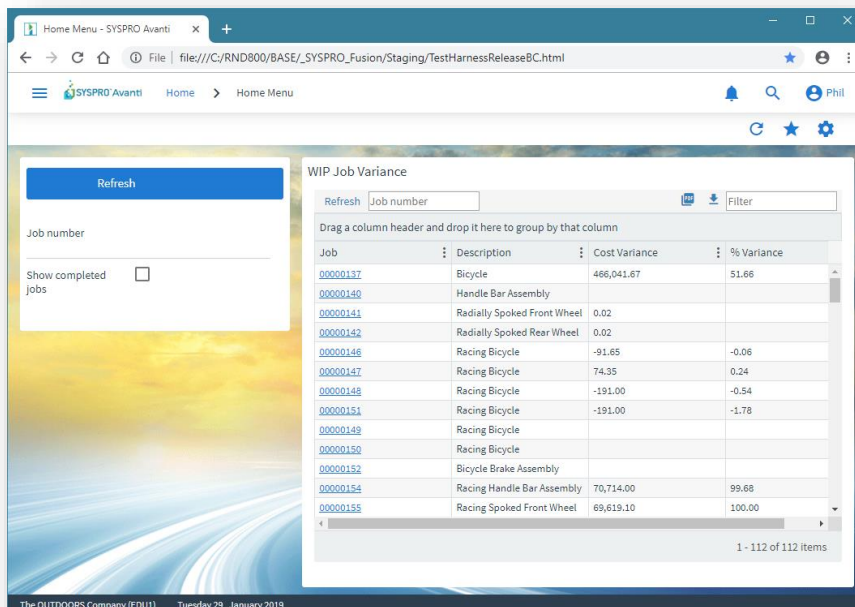 Home Menu - SYSPRO Avanti
File file:///C:/RND800/BASE/_SYSPRO_Fusion/Staging/TestHarnessReleaseBC.html
SYSPRO Avanti Home > Home Menu Phil
Refresh
Job number
Show completed
jobs
WIP Job Variance
Refresh Job number PDF Filter
Drag a column header and drop it here to group by that column
Job Description Cost Variance % Variance
00000137 Bicycle 466,041.67 51.66
00000140 Handle Bar Assembly
00000141 Radially Spoked Front Wheel 0.02
00000142 Radially Spoked Rear Wheel 0.02
00000146 Racing Bicycle -91.65 -0.06
00000147 Racing Bicycle 74.35 0.24
00000148 Racing Bicycle -191.00 -0.54
00000151 Racing Bicycle -191.00 -1.78
00000149 Racing Bicycle
00000150 Racing Bicycle
00000152 Bicycle Brake Assembly
00000154 Racing Handle Bar Assembly 70,714.00 99.68
00000155 Racing Spoked Front Wheel 69,619.10 100.00
1 - 112 of 112 items
The OUTDOORS Company (EDU1) Tuesday 29, January 2019